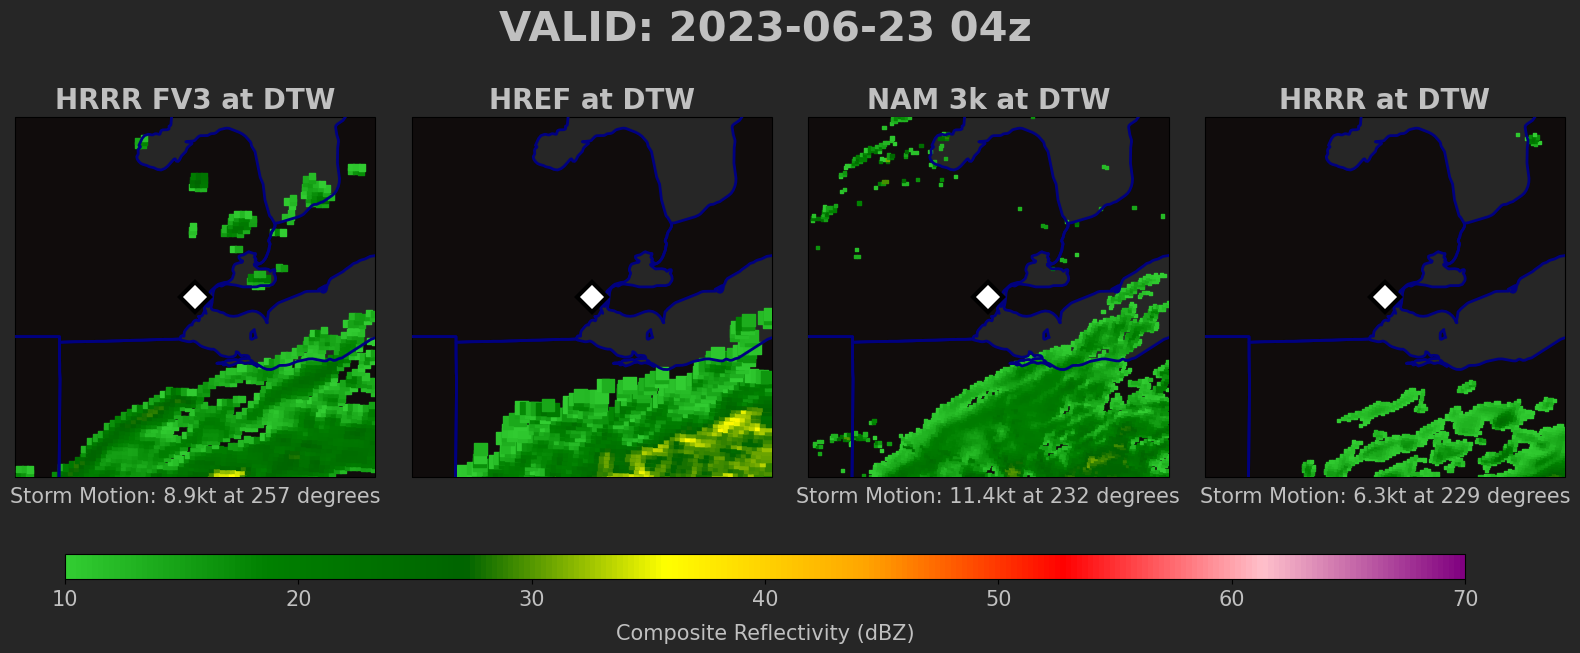 VALID: 2023-06-23 04z
HRRR FV3 at DTW
HREF at DTW
NAM 3k at DTW
HRRR at DTW
Storm Motion: 8.9kt at 257 degrees
Storm Motion: 11.4kt at 232 degrees
Storm Motion: 6.3kt at 229 degrees
10 20 30 40 50 60 70
Composite Reflectivity (dBZ)